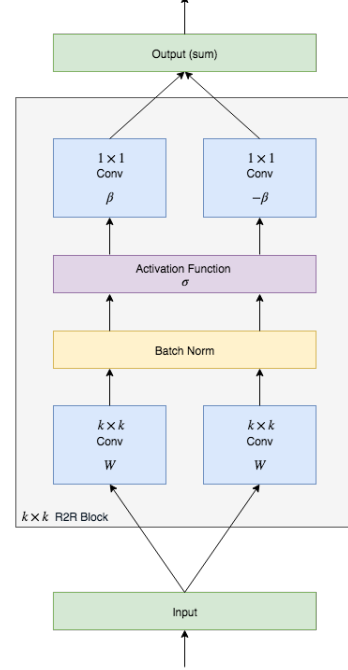 Output (sum)
1 × 1
Conv
β
1 × 1
Conv
−β
Activation Function
σ
Batch Norm
k × k
Conv
W
k × k
Conv
W
k × k R2R Block
Input